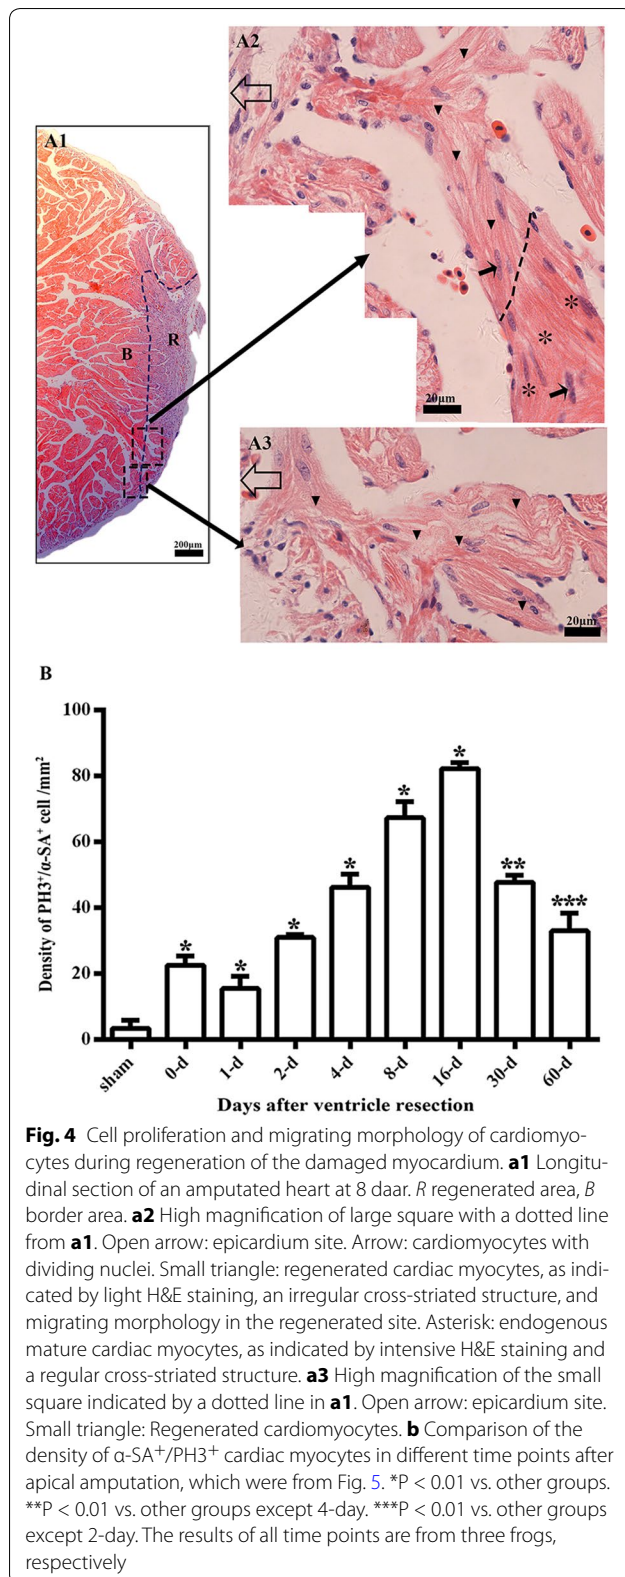 A2
A1
B
R
200µm
20µm
A3
20µm
B
Density of PH3⁺/α-SA⁺ cell /mm²
100
80
60
40
20
0
*
*
*
*
*
*
**
***
sham
0-d
1-d
2-d
4-d
8-d
16-d
30-d
60-d
Days after ventricle resection
Fig. 4 Cell proliferation and migrating morphology of cardiomyo-
cytes during regeneration of the damaged myocardium. a1 Longitu-
dinal section of an amputated heart at 8 daar. R regenerated area, B
border area. a2 High magnification of large square with a dotted line
from a1. Open arrow: epicardium site. Arrow: cardiomyocytes with
dividing nuclei. Small triangle: regenerated cardiac myocytes, as indi-
cated by light H&E staining, an irregular cross-striated structure, and
migrating morphology in the regenerated site. Asterisk: endogenous
mature cardiac myocytes, as indicated by intensive H&E staining and
a regular cross-striated structure. a3 High magnification of the small
square indicated by a dotted line in a1. Open arrow: epicardium site.
Small triangle: Regenerated cardiomyocytes. b Comparison of the
density of α-SA⁺/PH3⁺ cardiac myocytes in different time points after
apical amputation, which were from Fig. 5. *P < 0.01 vs. other groups.
**P < 0.01 vs. other groups except 4-day. ***P < 0.01 vs. other groups
except 2-day. The results of all time points are from three frogs,
respectively